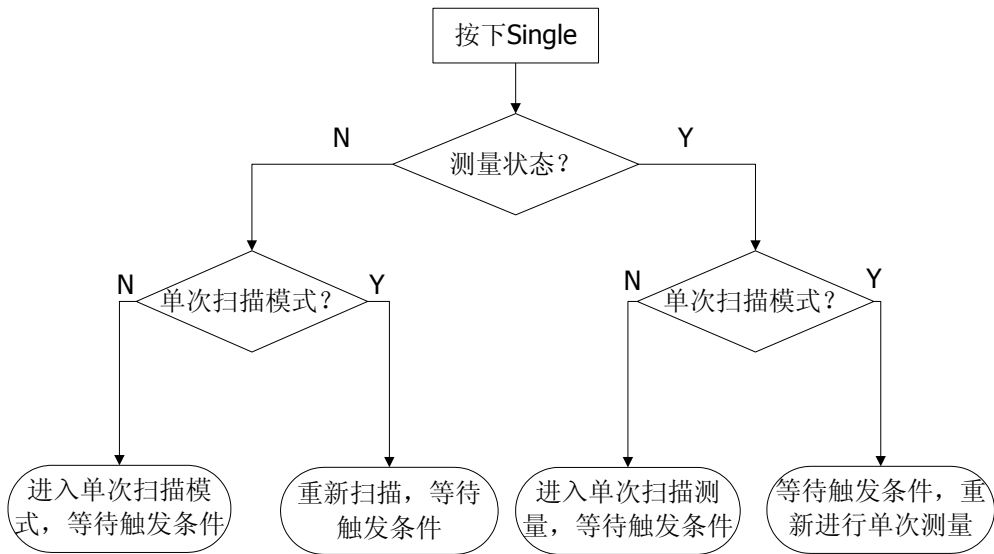 按下Single
N
Y
测量状态？
N
Y
N
Y
单次扫描模式？
单次扫描模式？
进入单次扫描模
式，等待触发条件
重新扫描，等待
触发条件
进入单次扫描测
量，等待触发条件
等待触发条件，重
新进行单次测量